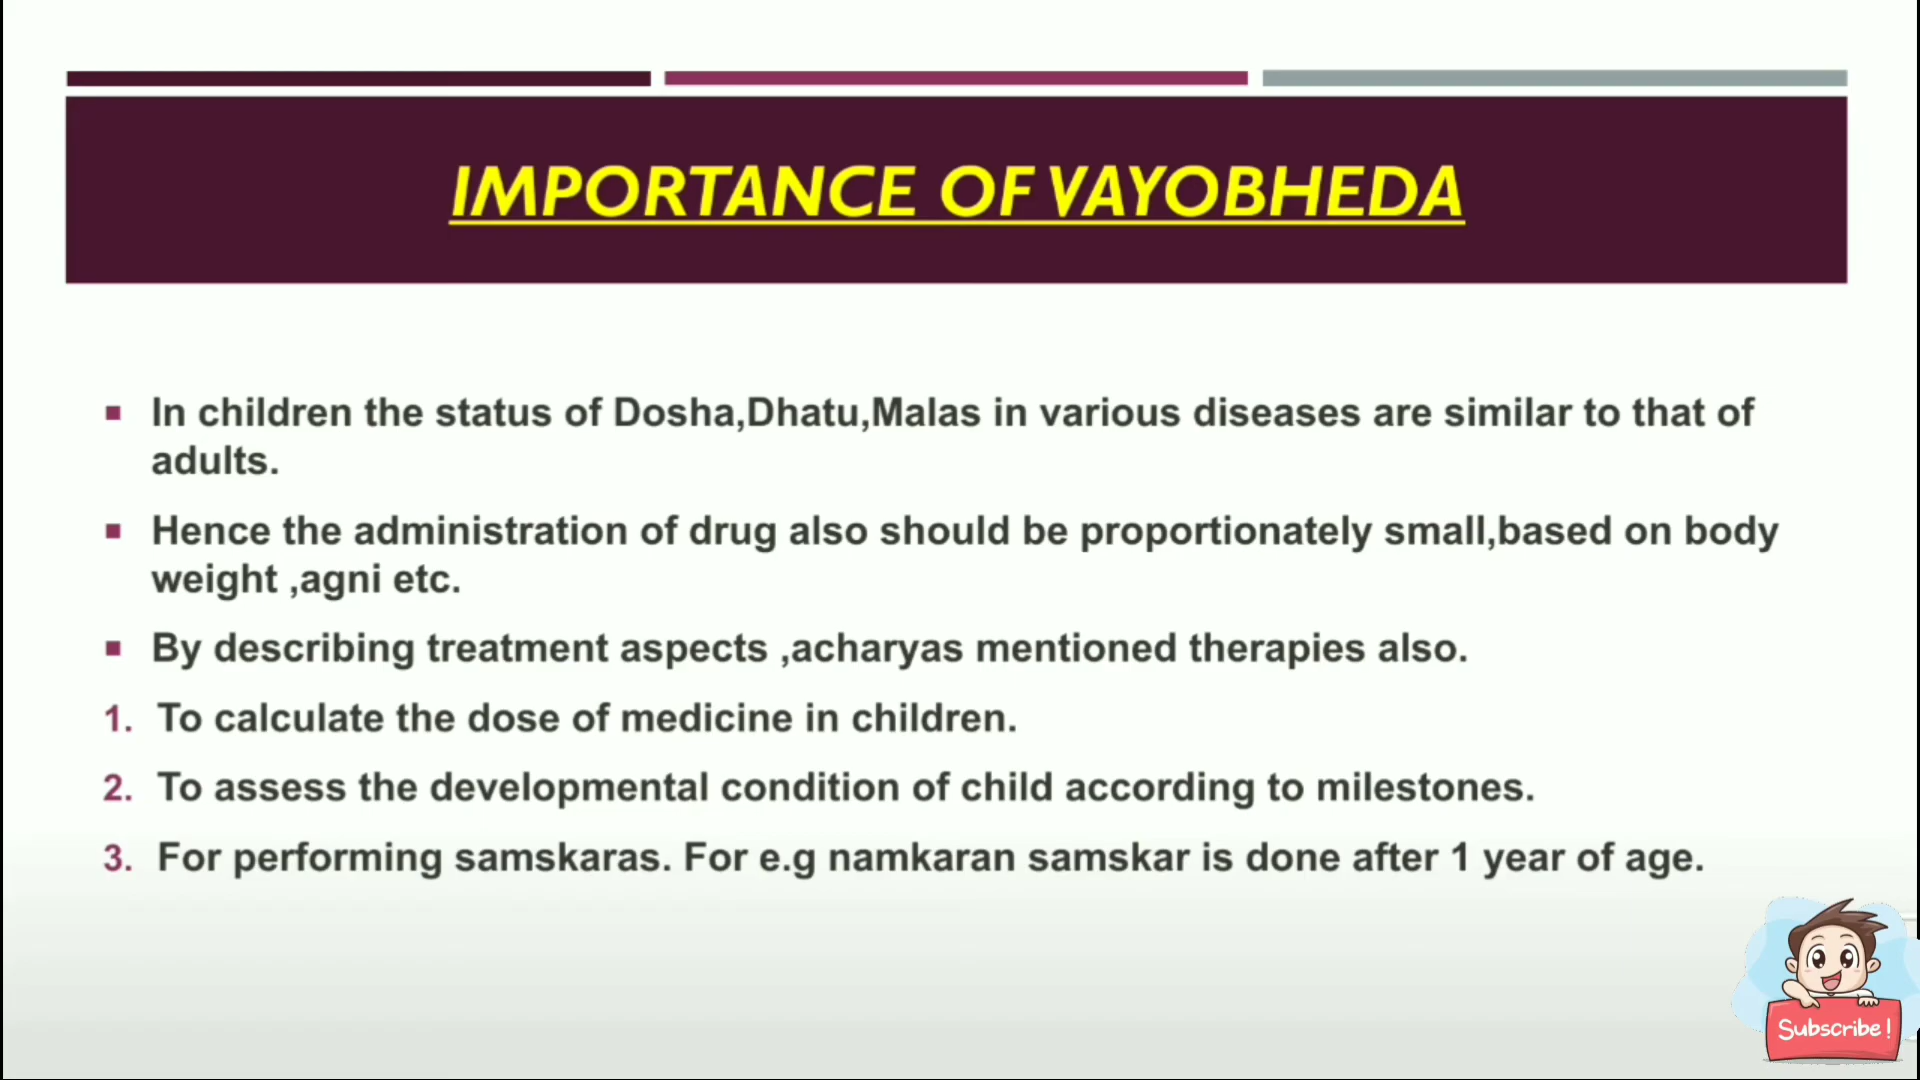 IMPORTANCE OF VAYOBHEDA
In children the status of Dosha,Dhatu,Malas in various diseases are similar to that of
adults.
Hence the administration of drug also should be proportionately small,based on body
weight ,agni etc.
By describing treatment aspects ,acharyas mentioned therapies also.
1. To calculate the dose of medicine in children.
2. To assess the developmental condition of child according to milestones.
3. For performing samskaras. For e.g namkaran samskar is done after 1 year of age.
Subscribe!